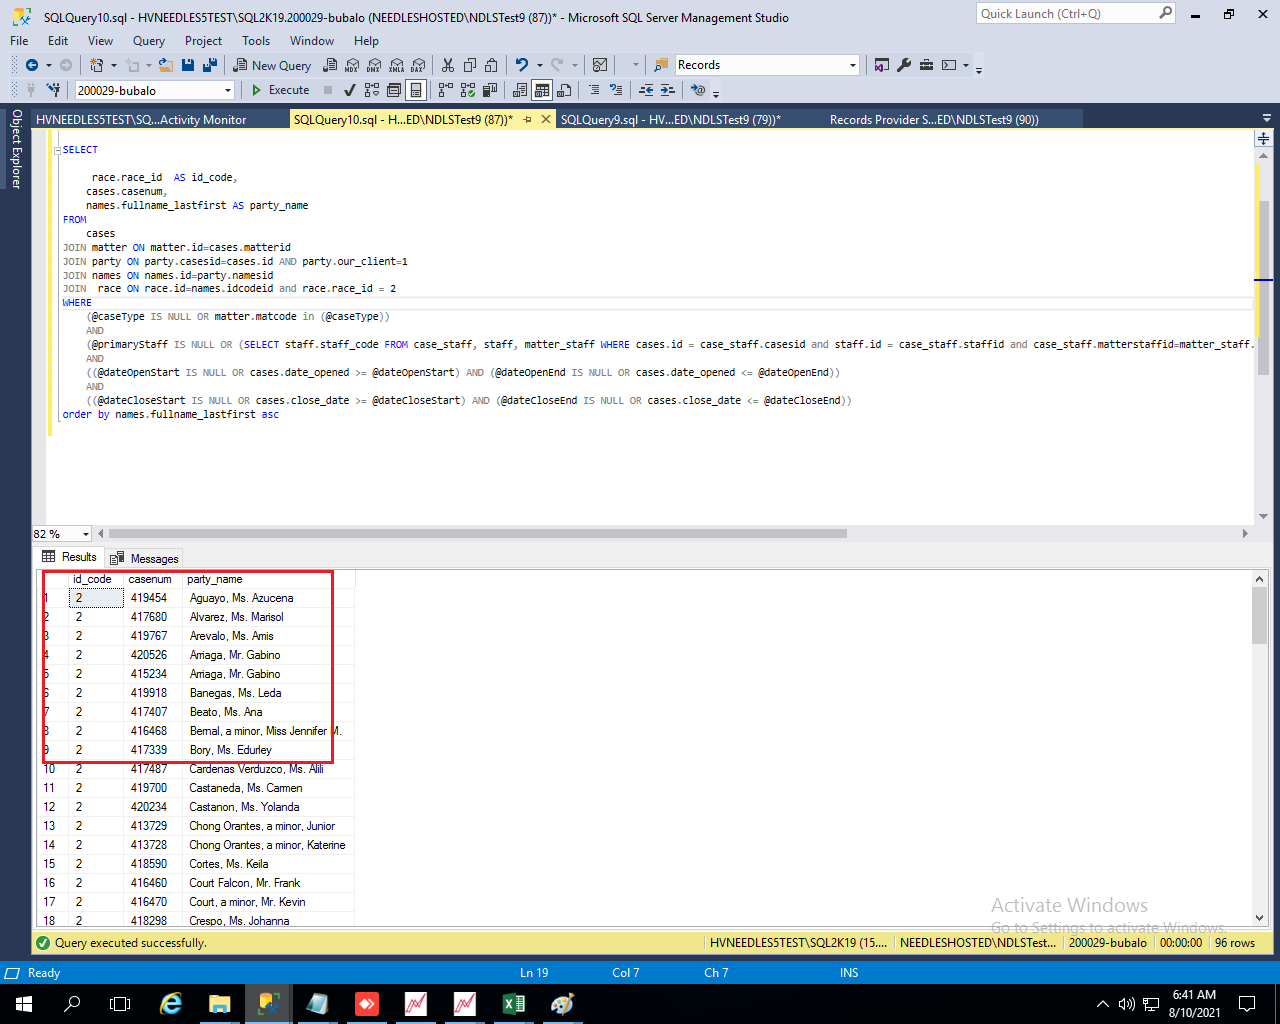 SQLQuery10.sql - HVNEEDLES5TEST\SQL2K19.200029-bubalo (NEEDLESHOSTED\NDLSTest9 (87))* - Microsoft SQL Server Management Studio
Quick Launch (Ctrl+Q)
File Edit View Query Project Tools Window Help
New Query MDX DMX XMLA DAX Records
200029-bubalo Execute
Object Explorer
HVNEEDLES5TEST\SQ...Activity Monitor SQLQuery10.sql - H...ED\NDLSTest9 (87))* SQLQuery9.sql - HV...ED\NDLSTest9 (79))* Records Provider S...ED\NDLSTest9 (90))
SELECT
race.race_id  AS id_code,
cases.casenum,
names.fullname_lastfirst AS party_name
FROM
cases
JOIN matter ON matter.id=cases.matterid
JOIN party ON party.casesid=cases.id AND party.our_client=1
JOIN names ON names.id=party.namesid
JOIN  race ON race.id=names.idcodeid and race.race_id = 2
WHERE
(@caseType IS NULL OR matter.matcode in (@caseType))
AND
(@primaryStaff IS NULL OR (SELECT staff.staff_code FROM case_staff, staff, matter_staff WHERE cases.id = case_staff.casesid and staff.id = case_staff.staffid and case_staff.matterstaffid=matter_staff.
AND
((@dateOpenStart IS NULL OR cases.date_opened >= @dateOpenStart) AND (@dateOpenEnd IS NULL OR cases.date_opened <= @dateOpenEnd))
AND
((@dateCloseStart IS NULL OR cases.close_date >= @dateCloseStart) AND (@dateCloseEnd IS NULL OR cases.close_date <= @dateCloseEnd))
order by names.fullname_lastfirst asc
82 %
Results Messages
id_code casenum party_name
1 2 419454 Aguayo, Ms. Azucena
2 2 417680 Alvarez, Ms. Marisol
3 2 419767 Arevalo, Ms. Amis
4 2 420526 Arriaga, Mr. Gabino
5 2 415234 Arriaga, Mr. Gabino
6 2 419918 Banegas, Ms. Leda
7 2 417407 Beato, Ms. Ana
8 2 416468 Bernal, a minor, Miss Jennifer M.
9 2 417339 Bory, Ms. Edurley
10 2 417487 Cardenas Verduzco, Ms. Alili
11 2 419700 Castaneda, Ms. Carmen
12 2 420234 Castanon, Ms. Yolanda
13 2 413729 Chong Orantes, a minor, Junior
14 2 413728 Chong Orantes, a minor, Katerine
15 2 418590 Cortes, Ms. Keila
16 2 416460 Court Falcon, Mr. Frank
17 2 416470 Court, a minor, Mr. Kevin
18 2 418298 Crespo, Ms. Johanna
Activate Windows
Go to Settings to activate Windows.
Query executed successfully. HVNEEDLES5TEST\SQL2K19 (15.... NEEDLESHOSTED\NDLSTest... 200029-bubalo 00:00:00 96 rows
Ready Ln 19 Col 7 Ch 7 INS
6:41 AM
8/10/2021